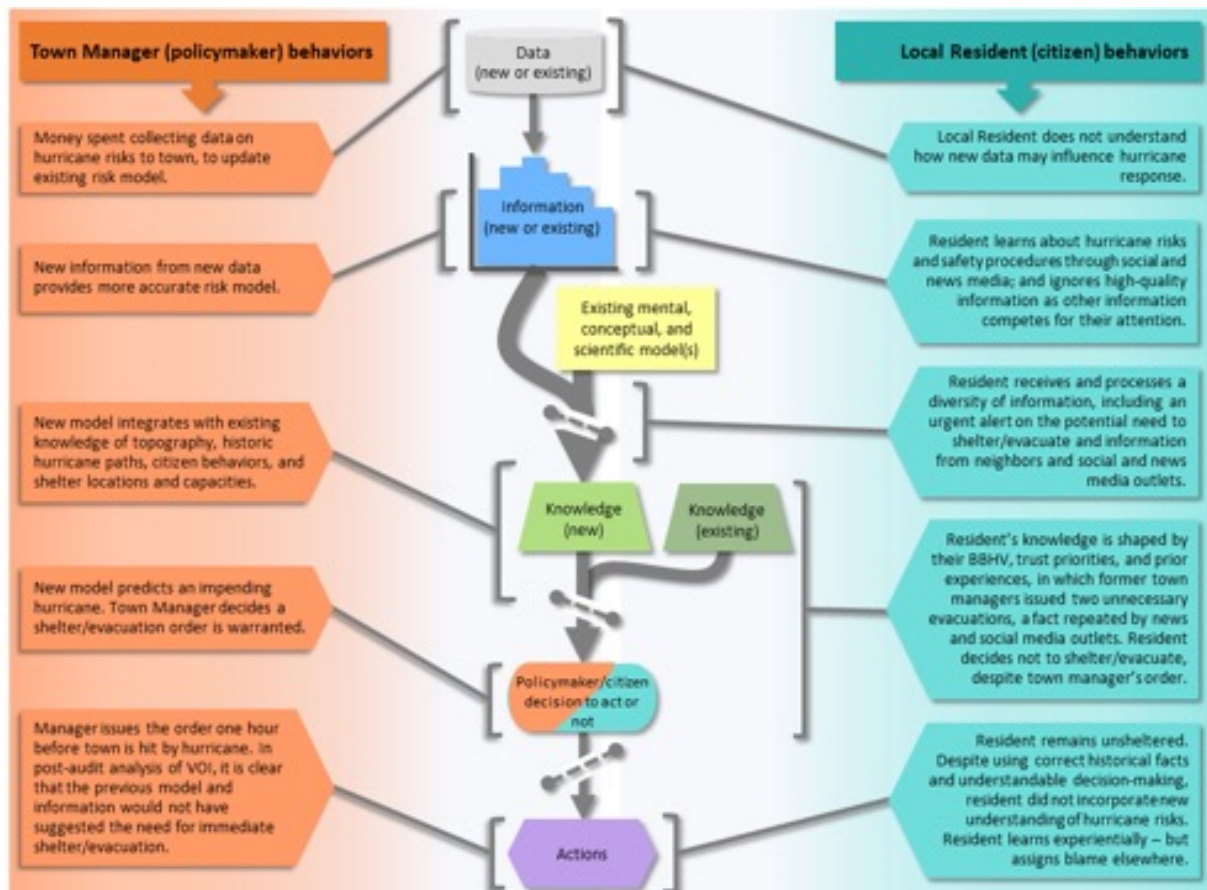 Town Manager (policymaker) behaviors
Money spent collecting data on
hurricane risks to town, to update
existing risk model.
New information from new data
provides more accurate risk model.
New model integrates with existing
knowledge of topography, historic
hurricane paths, citizen behaviors, and
shelter locations and capacities.
New model predicts an impending
hurricane. Town Manager decides a
shelter/evacuation order is warranted.
Manager issues the order one hour
before town is hit by hurricane. In
post-audit analysis of VOI, it is clear
that the previous model and
information would not have
suggested the need for immediate
shelter/evacuation.
Data
(new or existing)
Information
(new or existing)
Existing mental,
conceptual, and
scientific model(s)
Knowledge
(new)
Knowledge
(existing)
Policymaker/citizen
decision to act or
not
Actions
Local Resident (citizen) behaviors
Local Resident does not understand
how new data may influence hurricane
response.
Resident learns about hurricane risks
and safety procedures through social and
news media; and ignores high-quality
information as other information
competes for their attention.
Resident receives and processes a
diversity of information, including an
urgent alert on the potential need to
shelter/evacuate and information
from neighbors and social and news
media outlets.
Resident's knowledge is shaped by
their BBHV, trust priorities, and prior
experiences, in which former town
managers issued two unnecessary
evacuations, a fact repeated by news
and social media outlets. Resident
decides not to shelter/evacuate,
despite town manager's order.
Resident remains unsheltered.
Despite using correct historical facts
and understandable decision-making,
resident did not incorporate new
understanding of hurricane risks.
Resident learns experientially – but
assigns blame elsewhere.